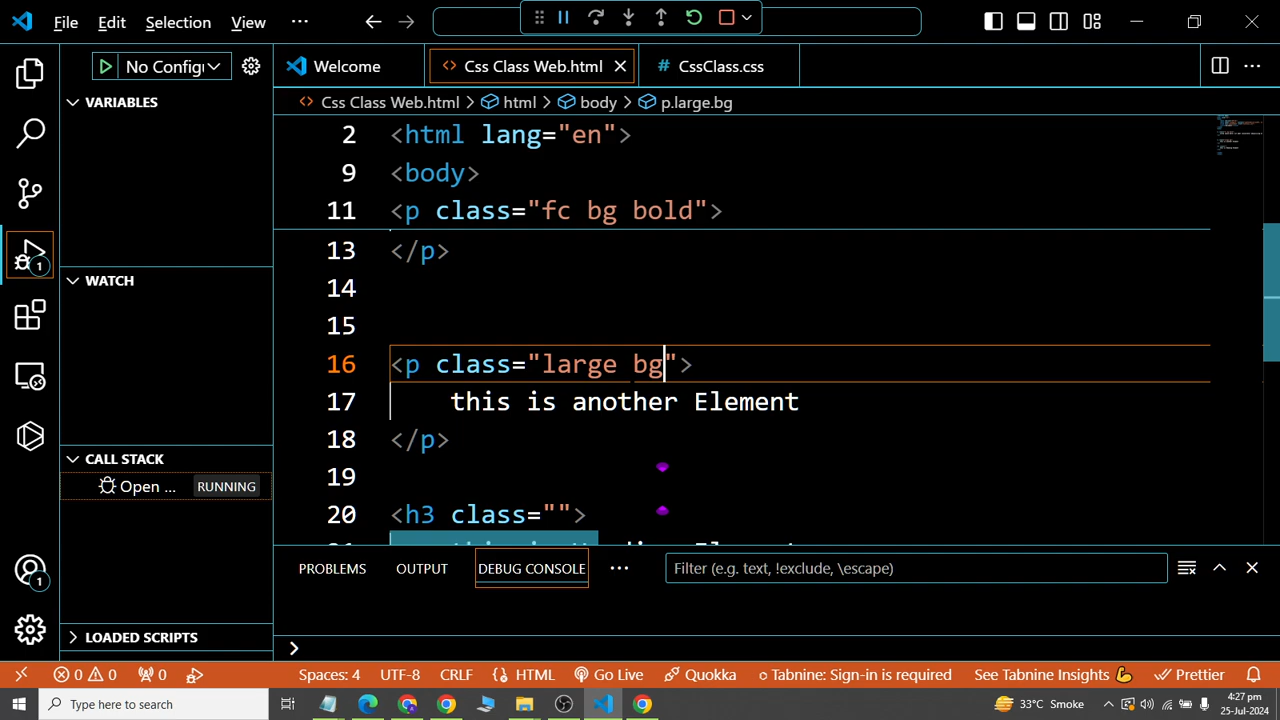 File Edit Selection View ···
No Config
Welcome
Css Class Web.html
# CssClass.css
VARIABLES
WATCH
CALL STACK
Open ... RUNNING
LOADED SCRIPTS
1
1
Css Class Web.html > html > body > p.large.bg
2 <html lang="en">
9 <body>
11 <p class="fc bg bold">
13 </p>
14
15
16 <p class="large bg">
17 this is another Element
18 </p>
19
20 <h3 class="">
PROBLEMS OUTPUT DEBUG CONSOLE ···
Filter (e.g. text, !exclude, \escape)
0 0 0 Spaces: 4 UTF-8 CRLF HTML Go Live Quokka Tabnine: Sign-in is required See Tabnine Insights 💪 Prettier
Type here to search
33°C Smoke
4:27 pm
25-Jul-2024